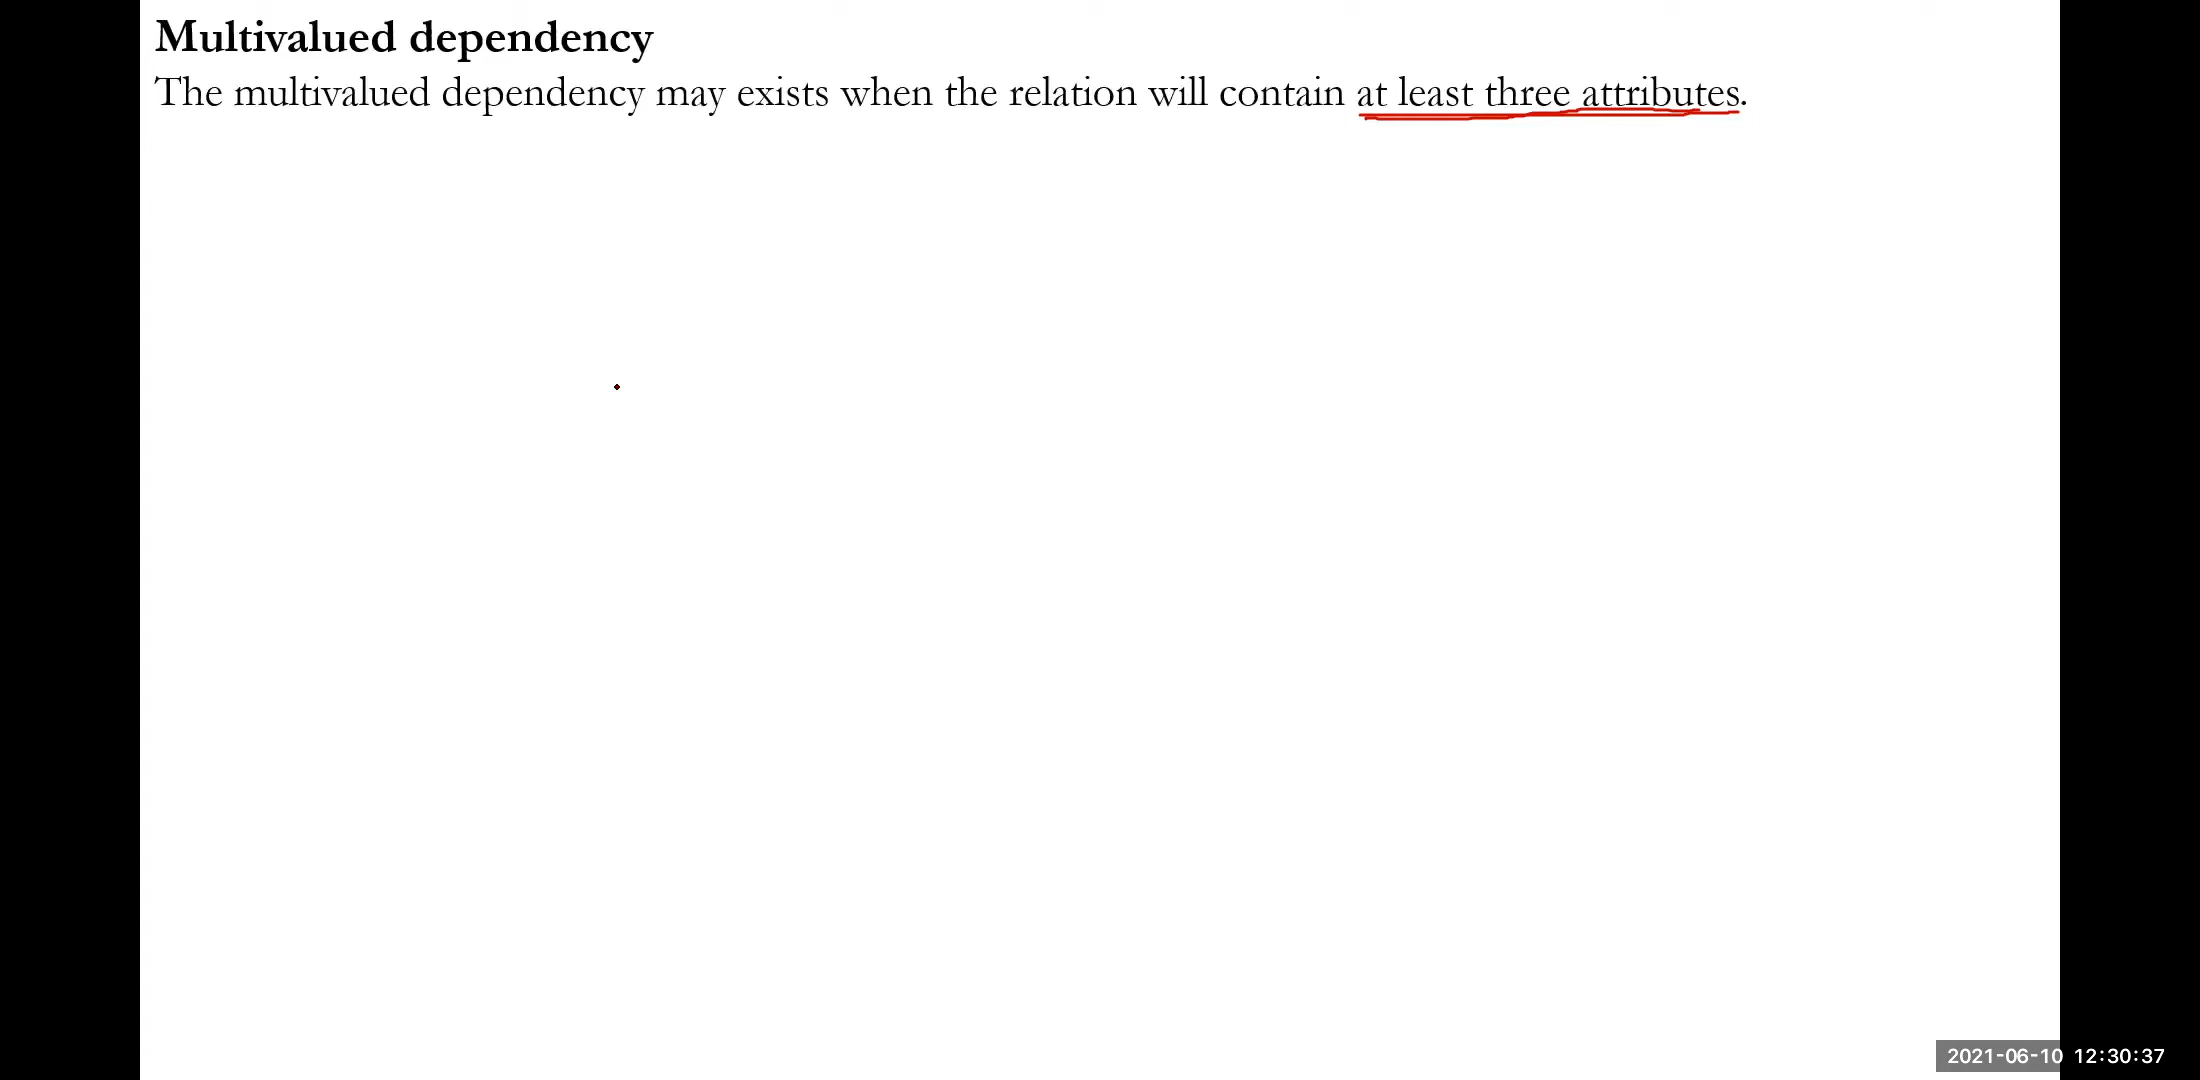 Multivalued dependency
The multivalued dependency may exists when the relation will contain at least three attributes.
2021-06-10 12:30:37